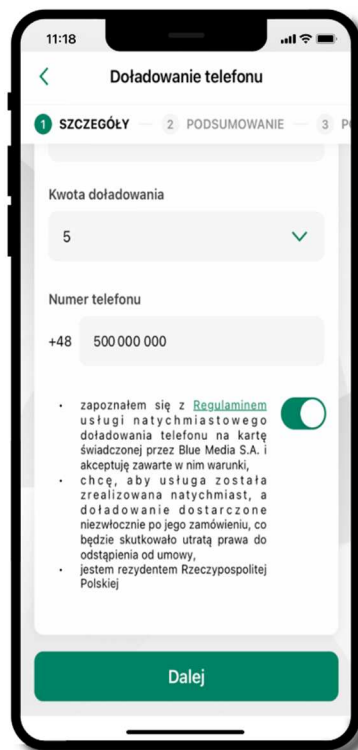 11:18
Doładowanie telefonu
1 SZCZEGÓŁY 2 PODSUMOWANIE 3
Kwota doładowania
5
Numer telefonu
+48 500 000 000
• zapoznałem się z Regulaminem
usługi natychmiastowego
doładowania telefonu na kartę
świadczonej przez Blue Media S.A. i
akceptuję zawarte w nim warunki,
• chcę, aby usługa została
zrealizowana natychmiast, a
doładowanie dostarczone
niezwłocznie po jego zamówieniu, co
będzie skutkowało utratą prawa do
odstąpienia od umowy,
• jestem rezydentem Rzeczypospolitej
Polskiej
Dalej